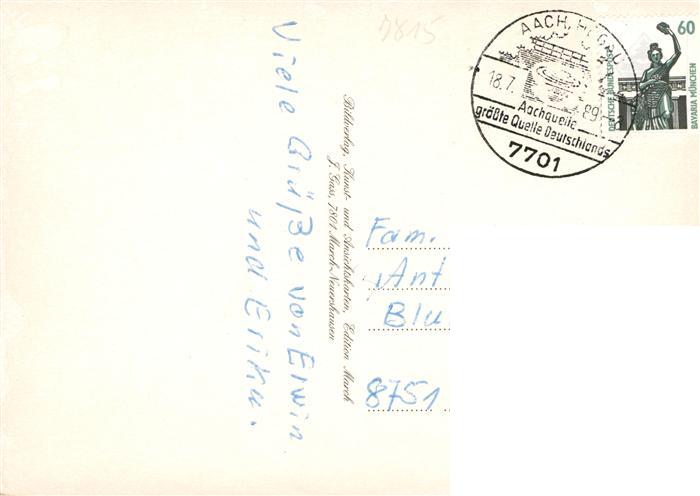 7815
AACH, HEGAU
18.7. 89
Aachquelle
größte Quelle Deutschlands
7701
60
DEUTSCHE BUNDESPOST
BAVARIA MÜNCHEN
Viele Grüße von Erwin
und Erika.
Bildverlag, Kunst- und Ansichtskarten, Edition March
J. Gass, 7801 March-Neuershausen
Fam.
Ant
Blu
8751